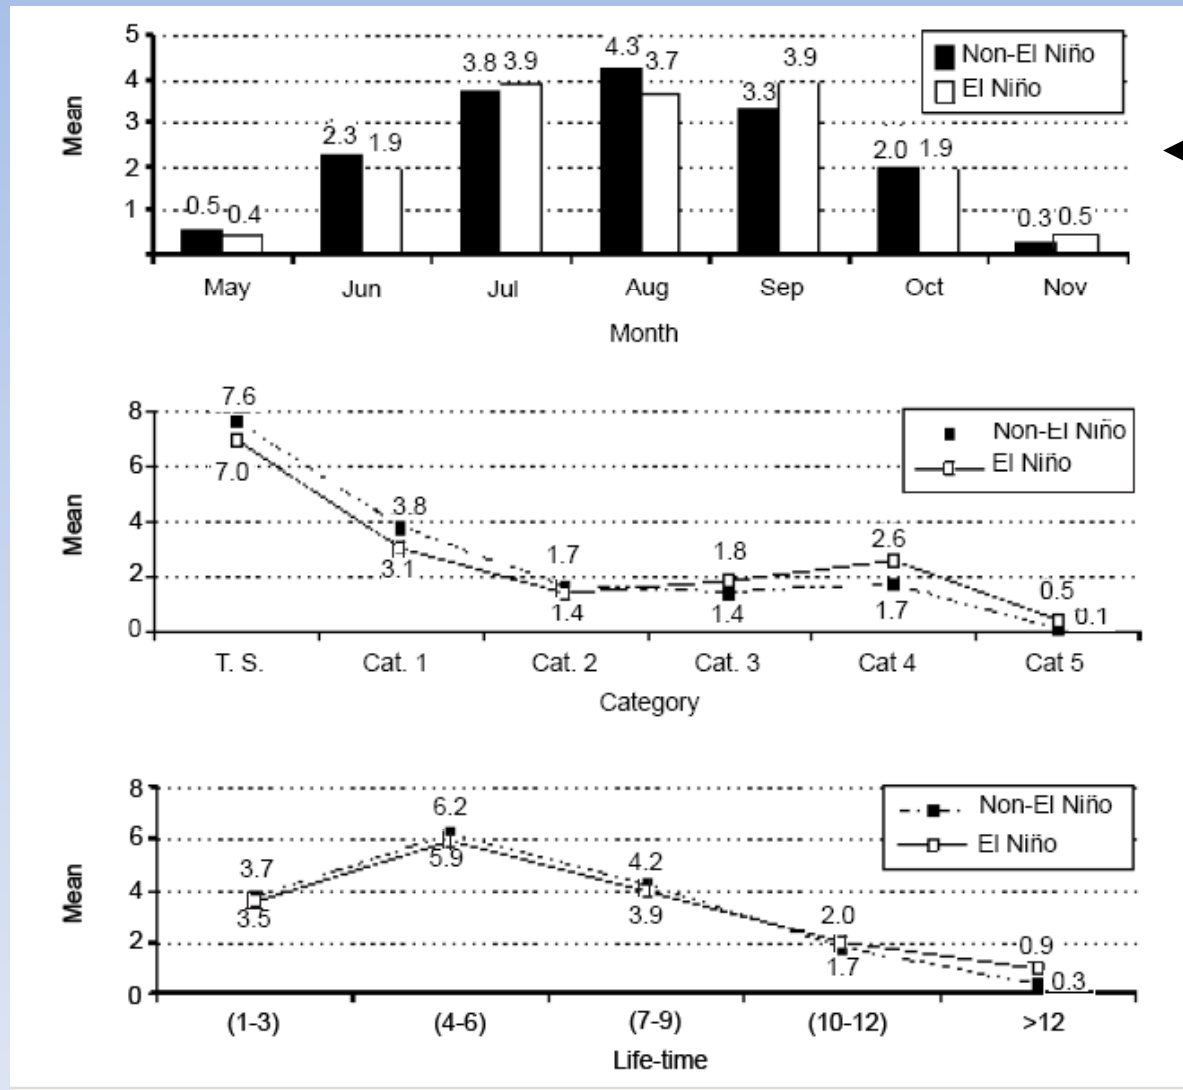 5
4
3
2
1
Mean
0.5 0.4 2.3 1.9 3.8 3.9 4.3 3.7 3.3 3.9 2.0 1.9 0.3 0.5
Non-El Niño
El Niño
May Jun Jul Aug Sep Oct Nov
Month
8
6
4
2
0
Mean
7.6 3.8 1.7 1.8 2.6 0.5
7.0 3.1 1.4 1.4 1.7 0.1
Non-El Niño
El Niño
T. S. Cat. 1 Cat. 2 Cat. 3 Cat 4 Cat 5
Category
8
6
4
2
0
Mean
3.7 6.2 4.2 2.0 0.9
3.5 5.9 3.9 1.7 0.3
Non-El Niño
El Niño
(1-3) (4-6) (7-9) (10-12) >12
Life-time